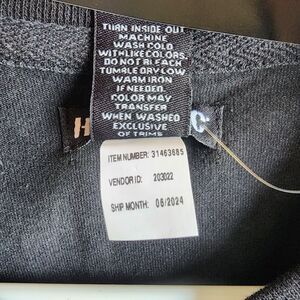 TURN INSIDE OUT
MACHINE
WASH COLD
WITH LIKE COLORS.
DO NOT BLEACH
TUMBLE DRY LOW
WARM IRON
IF NEEDED.
COLOR MAY
TRANSFER
WHEN WASHED
EXCLUSIVE
OF TRIMS
H
C
ITEM NUMBER: 31463685
VENDOR ID: 203022
SHIP MONTH: 06/2024